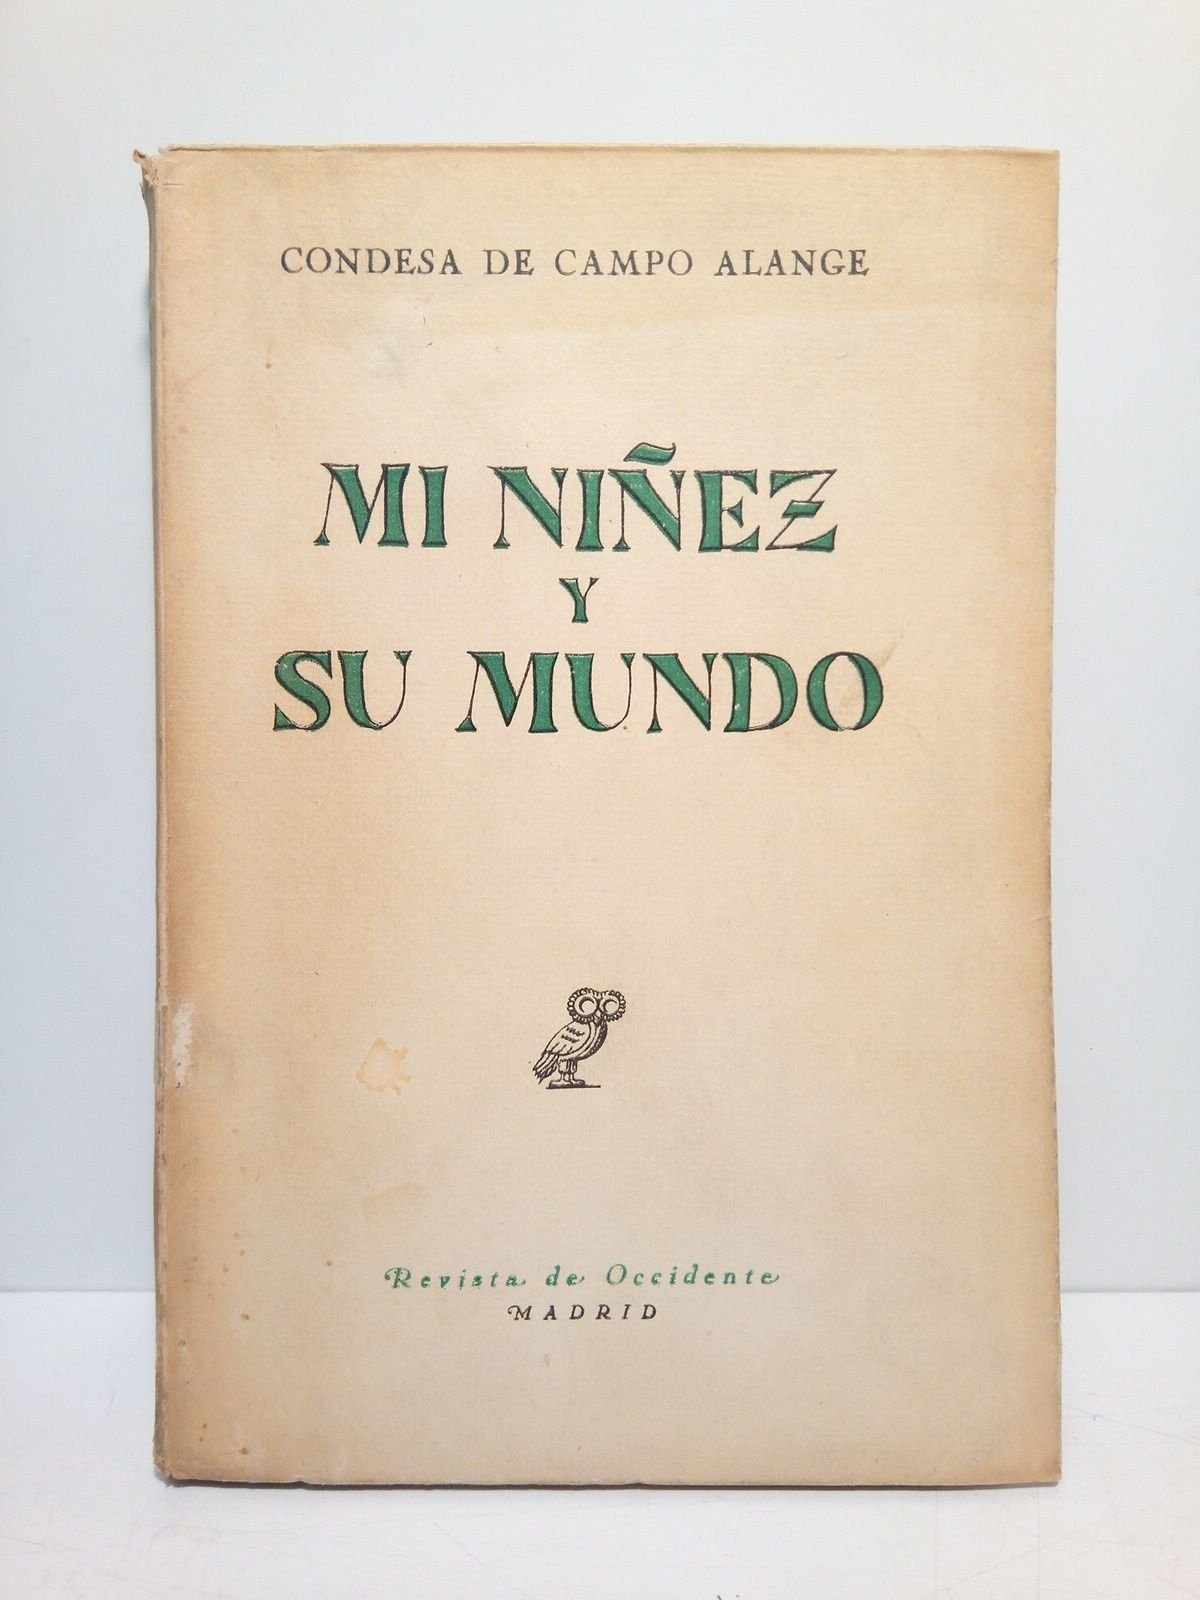 CONDESA DE CAMPO ALANGE
MI NIÑEZ
Y
SU MUNDO
Revista de Occidente
MADRID